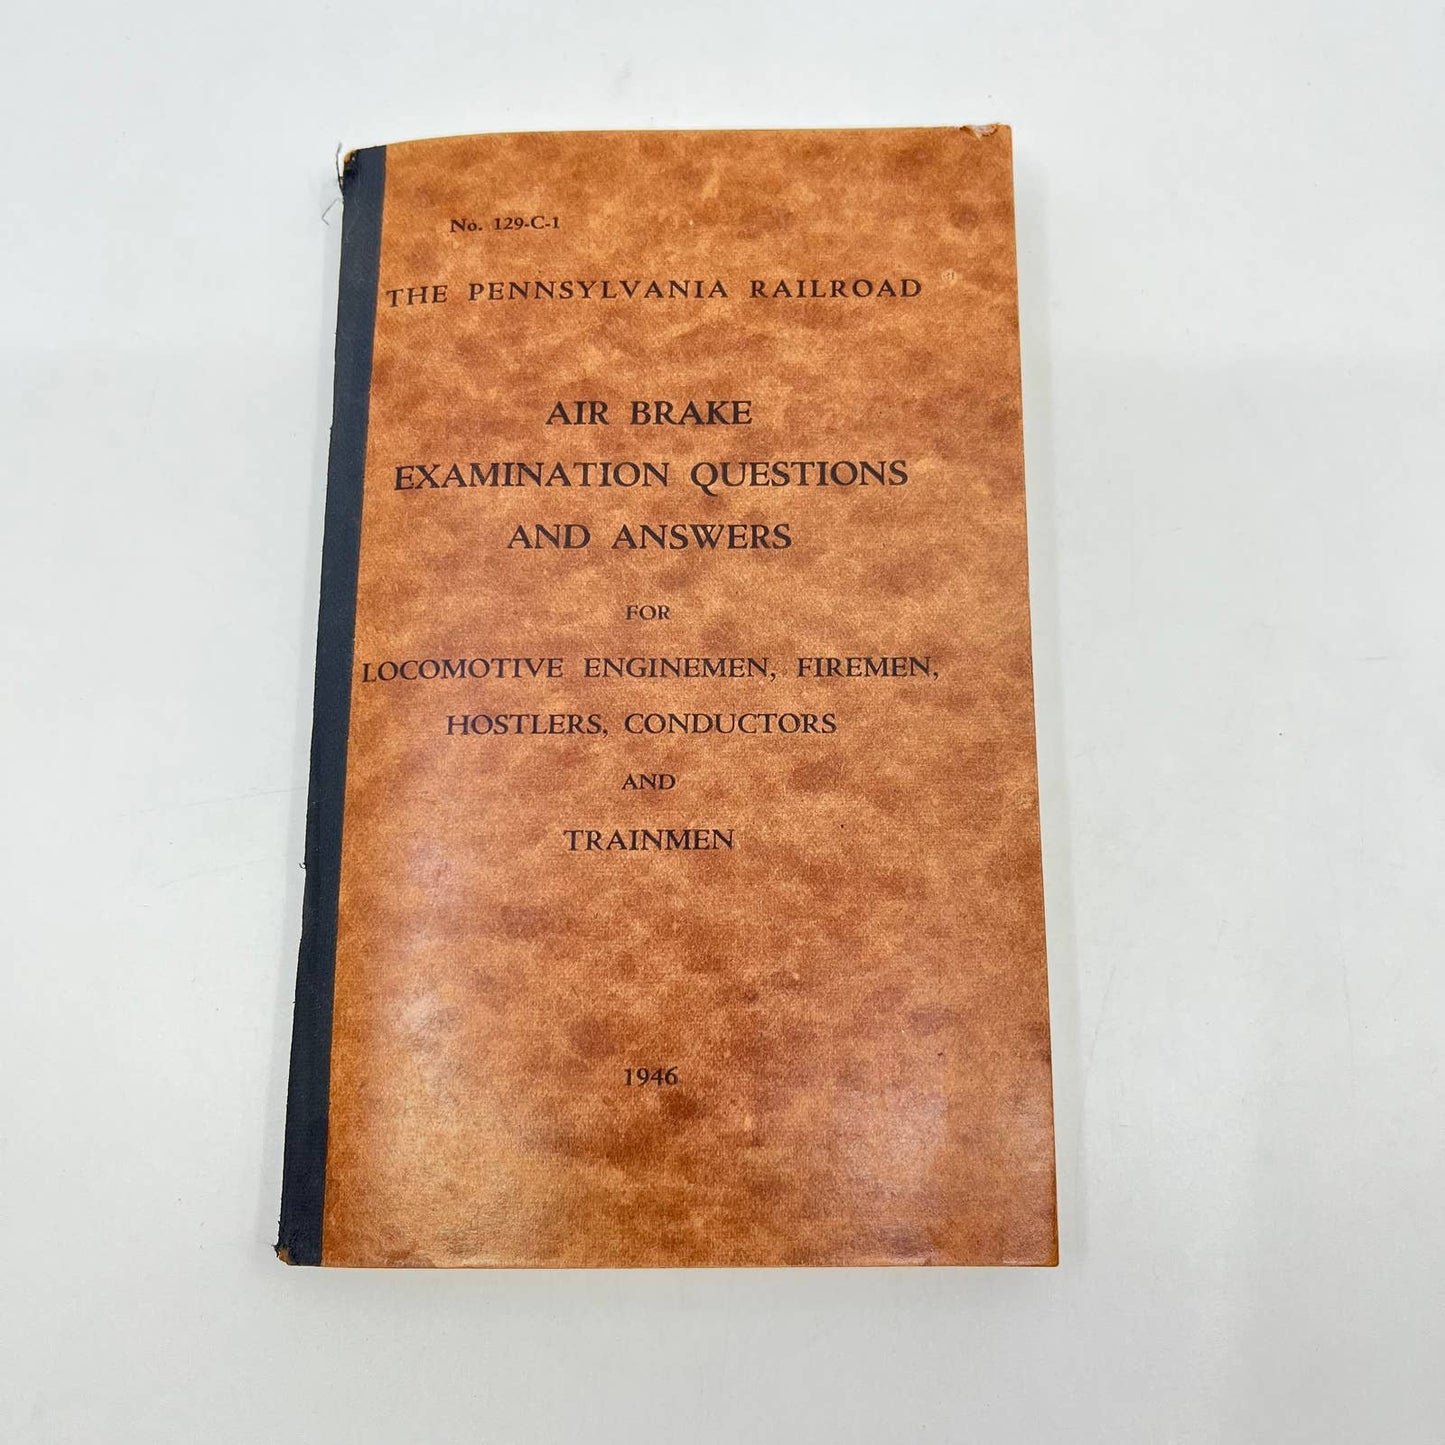 No. 129-C-1
THE PENNSYLVANIA RAILROAD
AIR BRAKE
EXAMINATION QUESTIONS
AND ANSWERS
FOR
LOCOMOTIVE ENGINEMEN, FIREMEN,
HOSTLERS, CONDUCTORS
AND
TRAINMEN
1946